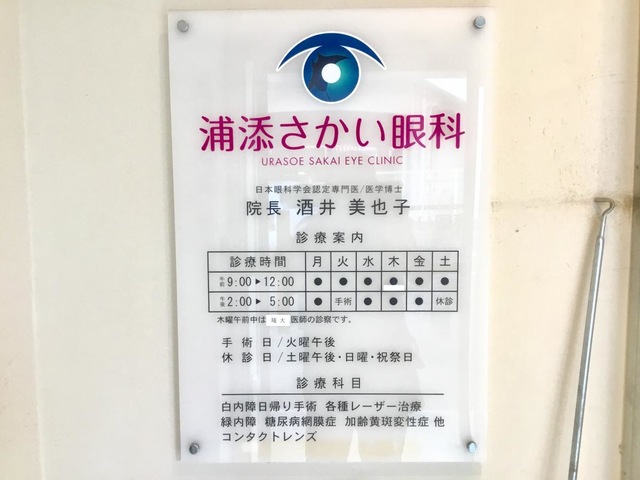 浦添さかい眼科
URASOE SAKAI EYE CLINIC
日本眼科学会認定専門医/医学博士
院長 酒井 美也子
診療案内
診療時間 月 火 水 木 金 土
午前 9:00▶12:00 ● ● ● ● ● ●
午後 2:00▶ 5:00 ● 手術 ● ● ● 休診
木曜午前中は 医師の診察です。
手術日/火曜午後
休診日/土曜午後・日曜・祝祭日
診療科目
白内障日帰り手術 各種レーザー治療
緑内障 糖尿病網膜症 加齢黄斑変性症 他
コンタクトレンズ